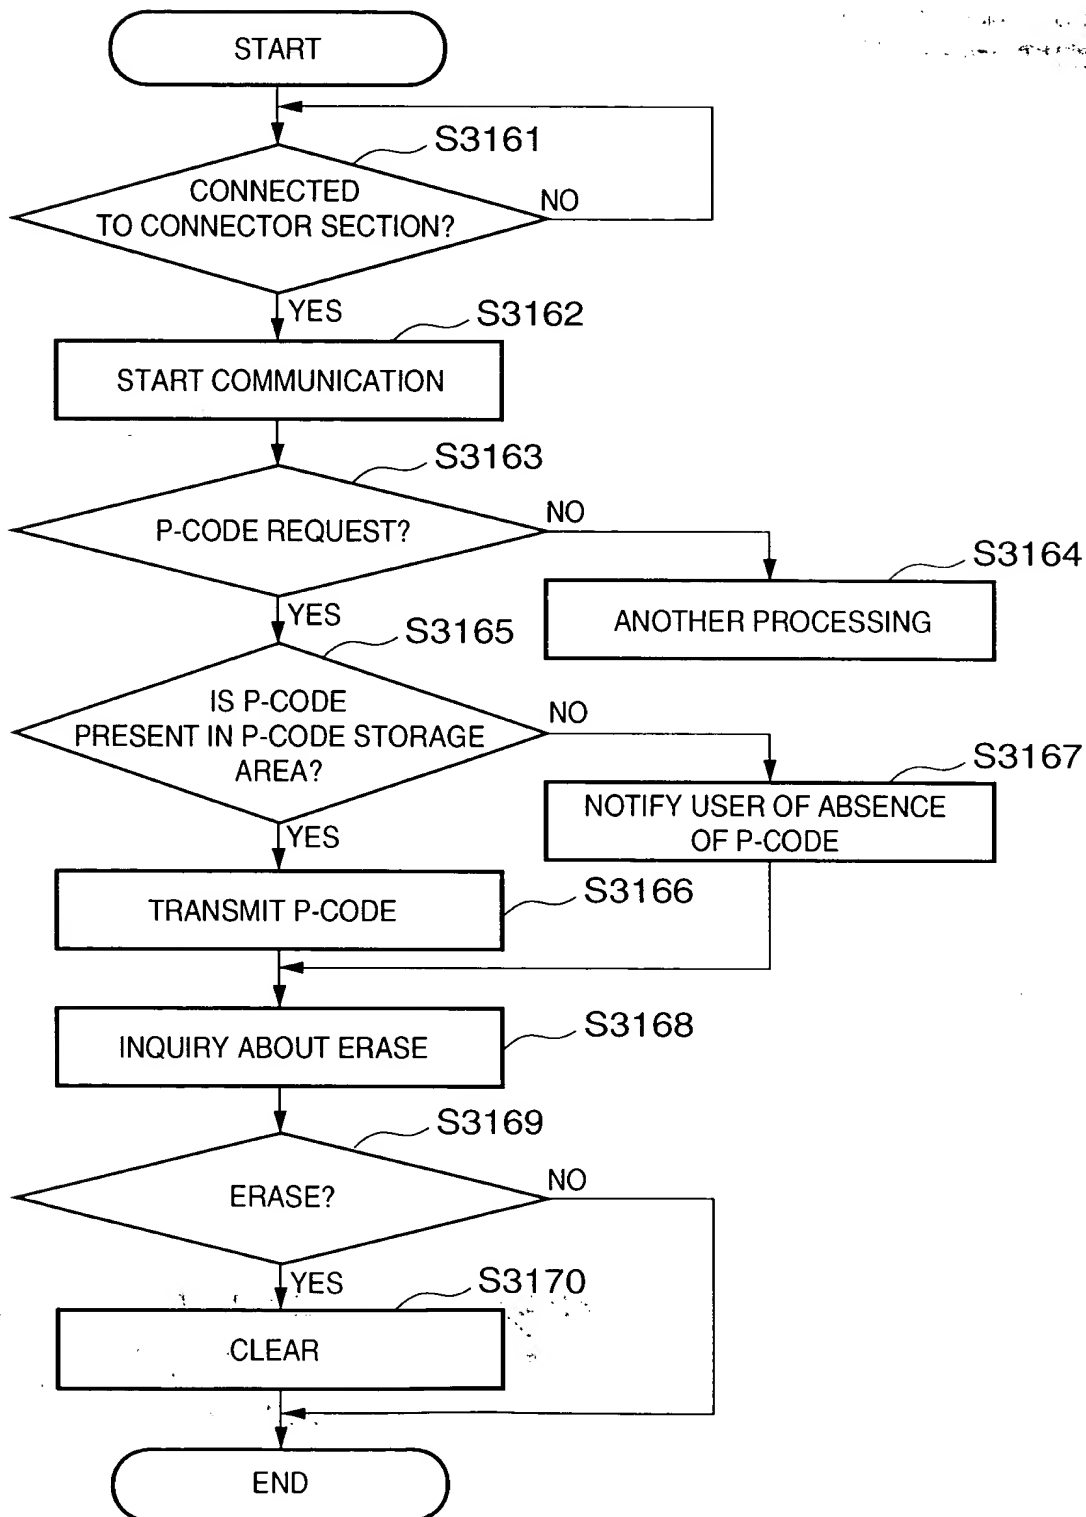 START
S3161
CONNECTED
TO CONNECTOR SECTION?
NO
YES
S3162
START COMMUNICATION
S3163
P-CODE REQUEST?
NO
S3164
ANOTHER PROCESSING
YES
S3165
IS P-CODE
PRESENT IN P-CODE STORAGE
AREA?
NO
S3167
NOTIFY USER OF ABSENCE
OF P-CODE
YES
S3166
TRANSMIT P-CODE
S3168
INQUIRY ABOUT ERASE
S3169
ERASE?
NO
YES
S3170
CLEAR
END